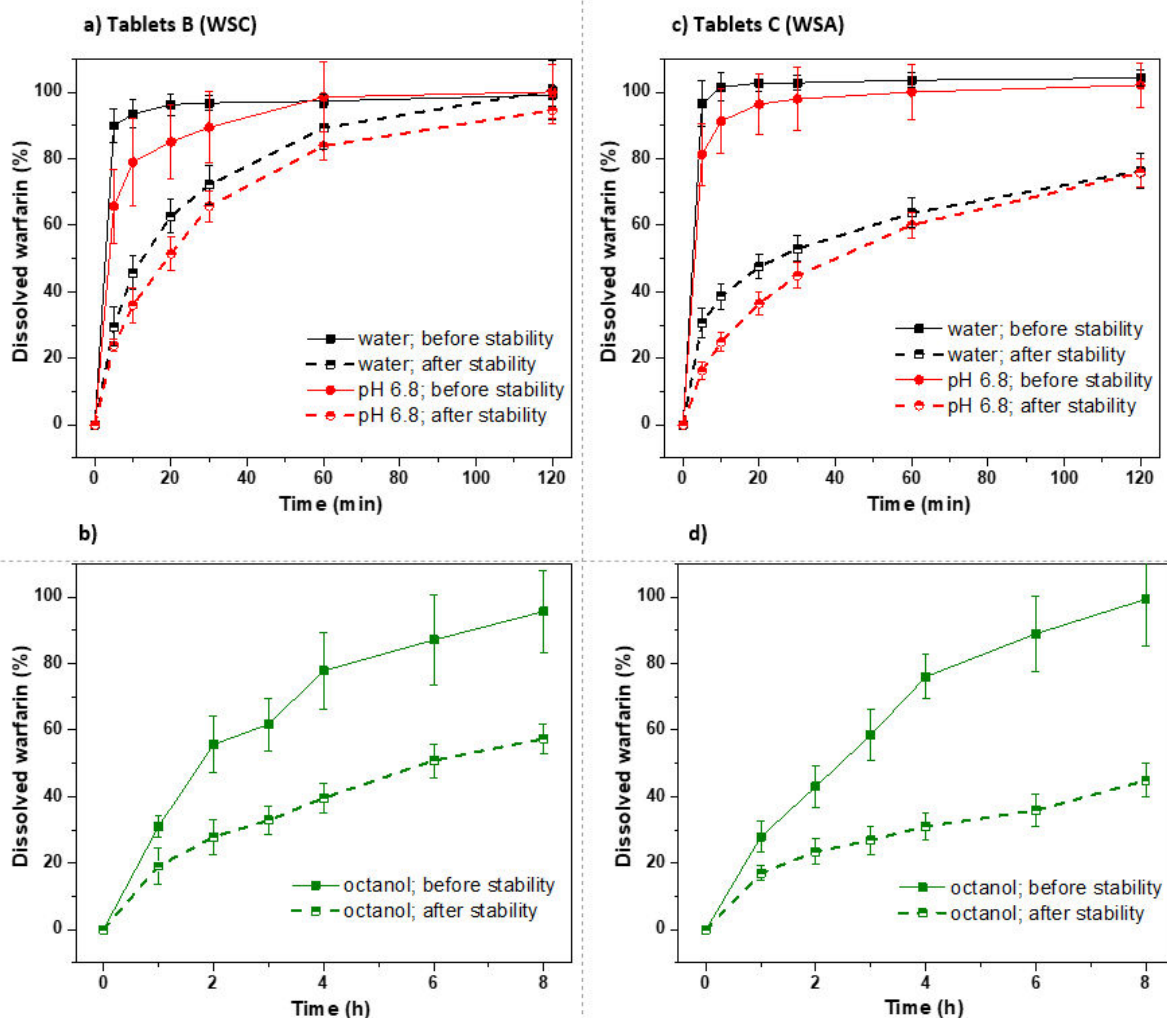 a) Tablets B (WSC)
Dissolved warfarin (%)
100
80
60
40
20
0
water; before stability
water; after stability
pH 6.8; before stability
pH 6.8; after stability
0 20 40 60 80 100 120
Time (min)
c) Tablets C (WSA)
Dissolved warfarin (%)
100
80
60
40
20
0
water; before stability
water; after stability
pH 6.8; before stability
pH 6.8; after stability
0 20 40 60 80 100 120
Time (min)
b)
Dissolved warfarin (%)
100
80
60
40
20
0
octanol; before stability
octanol; after stability
0 2 4 6 8
Time (h)
d)
Dissolved warfarin (%)
100
80
60
40
20
0
octanol; before stability
octanol; after stability
0 2 4 6 8
Time (h)